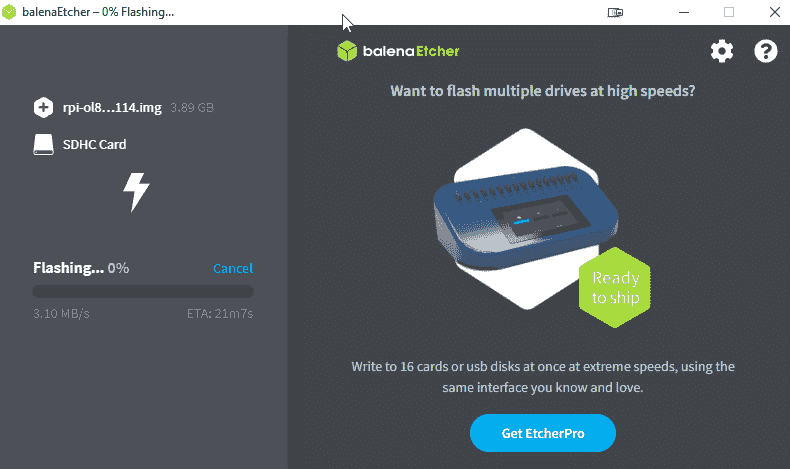 balenaEtcher – 0% Flashing...
balenaEtcher
Want to flash multiple drives at high speeds?
rpi-ol8...114.img 3.89 GB
SDHC Card
Flashing... 0% Cancel
3.10 MB/s ETA: 21m7s
Ready
to ship
Write to 16 cards or usb disks at once at extreme speeds, using the
same interface you know and love.
Get EtcherPro